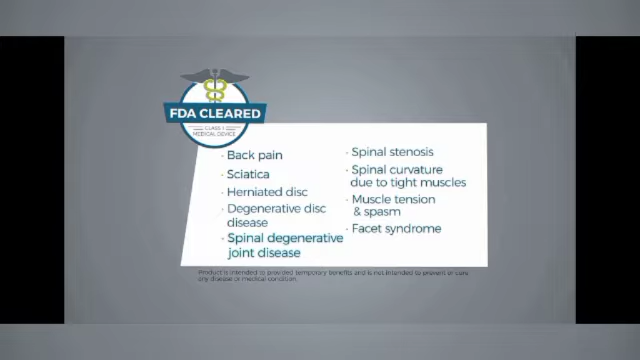 FDA CLEARED
CLASS I
MEDICAL DEVICE
· Back pain
· Sciatica
· Herniated disc
· Degenerative disc
disease
· Spinal degenerative
joint disease
· Spinal stenosis
· Spinal curvature
due to tight muscles
· Muscle tension
& spasm
· Facet syndrome
Product is intended to provided temporary benefits and is not intended to prevent or cure
any disease or medical condition.